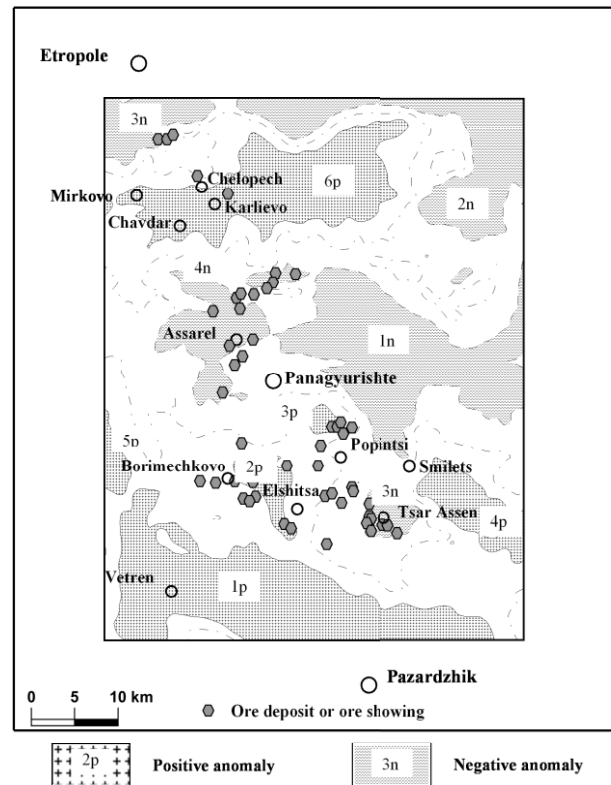 Etropole
3n
Chelopech
6p
Mirkovo
Karlievo
2n
Chavdar
4n
Assarel
1n
Panagyurishte
3p
5p
Popintsi
Borimechkovo
2p
Smilets
Elshitsa
3n
Tsar Assen
4p
Vetren
1p
Pazardzhik
0 5 10 km
Ore deposit or ore showing
2p Positive anomaly 3n Negative anomaly